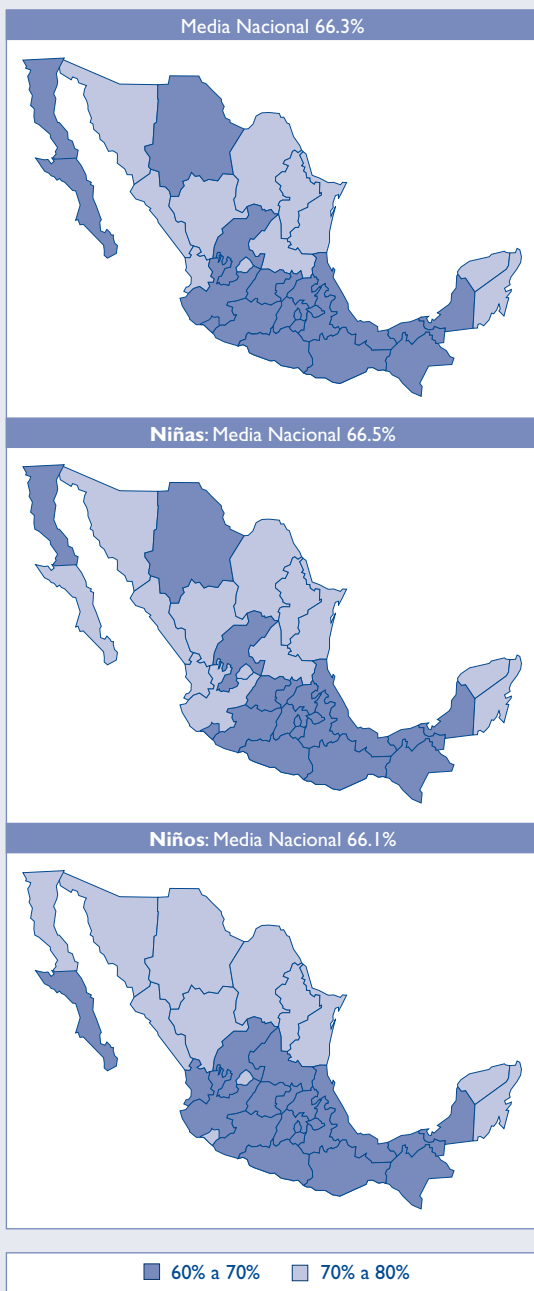 Media Nacional 66.3%
Niñas: Media Nacional 66.5%
Niños: Media Nacional 66.1%
60% a 70% 70% a 80%